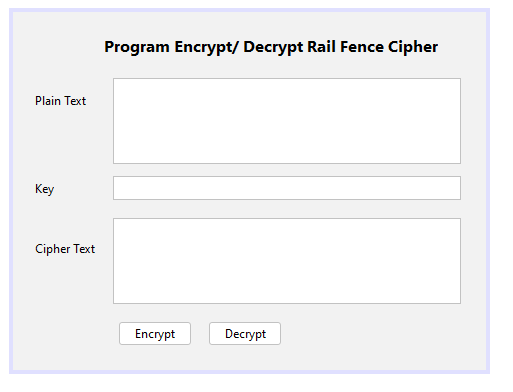 Program Encrypt/ Decrypt Rail Fence Cipher
Plain Text
Key
Cipher Text
Encrypt Decrypt